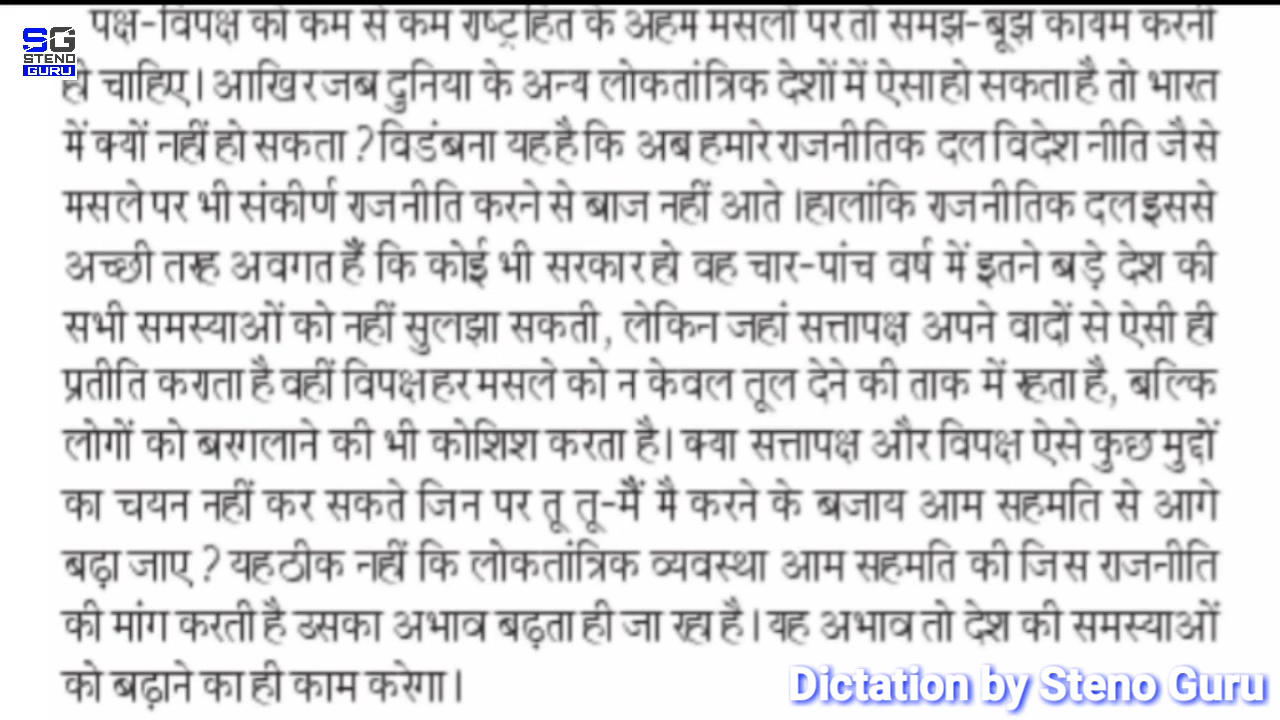 पक्ष-विपक्ष को कम से कम राष्ट्रहित के अहम मसलों पर तो समझ-बूझ कायम करनी
SG
STENO
GURU
ही चाहिए। आखिर जब दुनिया के अन्य लोकतांत्रिक देशों में ऐसा हो सकता है तो भारत
में क्यों नहीं हो सकता ? विडंबना यह है कि अब हमारे राजनीतिक दल विदेश नीति जैसे
मसले पर भी संकीर्ण राजनीति करने से बाज नहीं आते ।हालांकि राजनीतिक दल इससे
अच्छी तरह अवगत हैं कि कोई भी सरकार हो वह चार-पांच वर्ष में इतने बड़े देश की
सभी समस्याओं को नहीं सुलझा सकती, लेकिन जहां सत्तापक्ष अपने वादों से ऐसी ही
प्रतीति कराता है वहीं विपक्ष हर मसले को न केवल तूल देने की ताक में रहता है, बल्कि
लोगों को बरगलाने की भी कोशिश करता है। क्या सत्तापक्ष और विपक्ष ऐसे कुछ मुद्दों
का चयन नहीं कर सकते जिन पर तू तू-मैं मै करने के बजाय आम सहमति से आगे
बढ़ा जाए ? यह ठीक नहीं कि लोकतांत्रिक व्यवस्था आम सहमति की जिस राजनीति
की मांग करती है उसका अभाव बढ़ता ही जा रहा है। यह अभाव तो देश की समस्याओं
को बढ़ाने का ही काम करेगा।
Dictation by Steno Guru